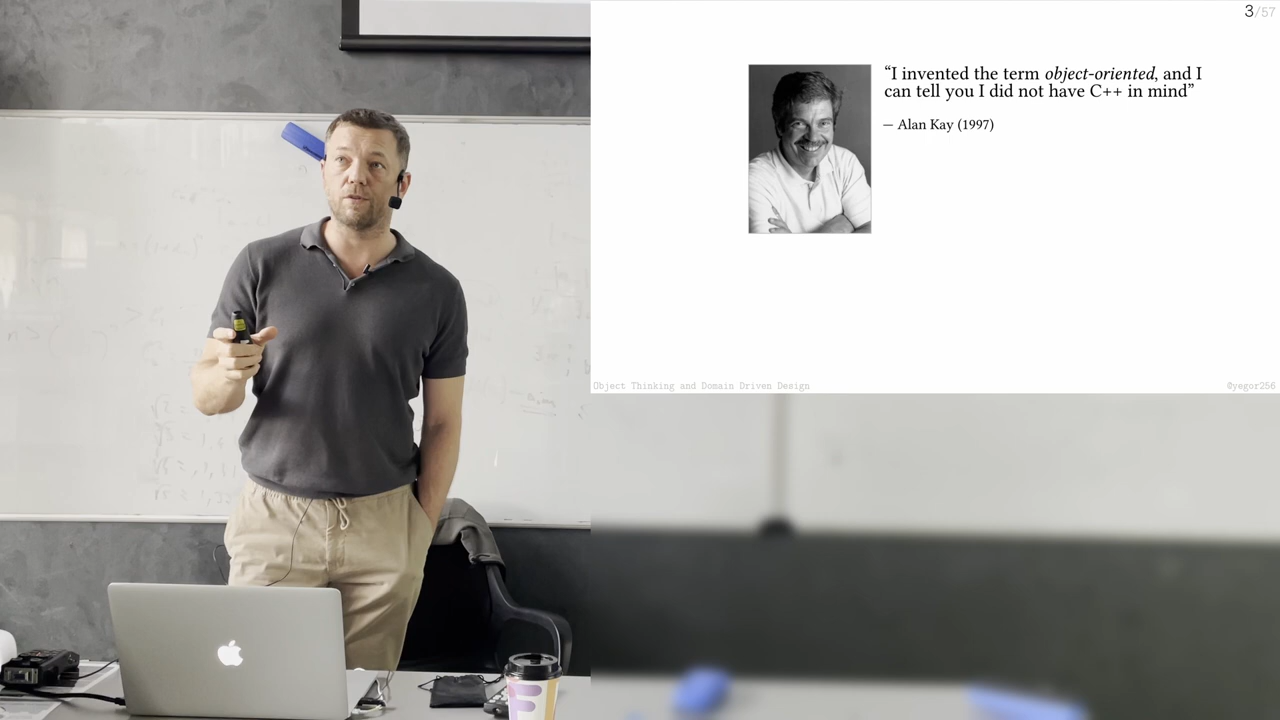 3/57
“I invented the term object-oriented, and I
can tell you I did not have C++ in mind”
— Alan Kay (1997)
Object Thinking and Domain Driven Design
@yegor256